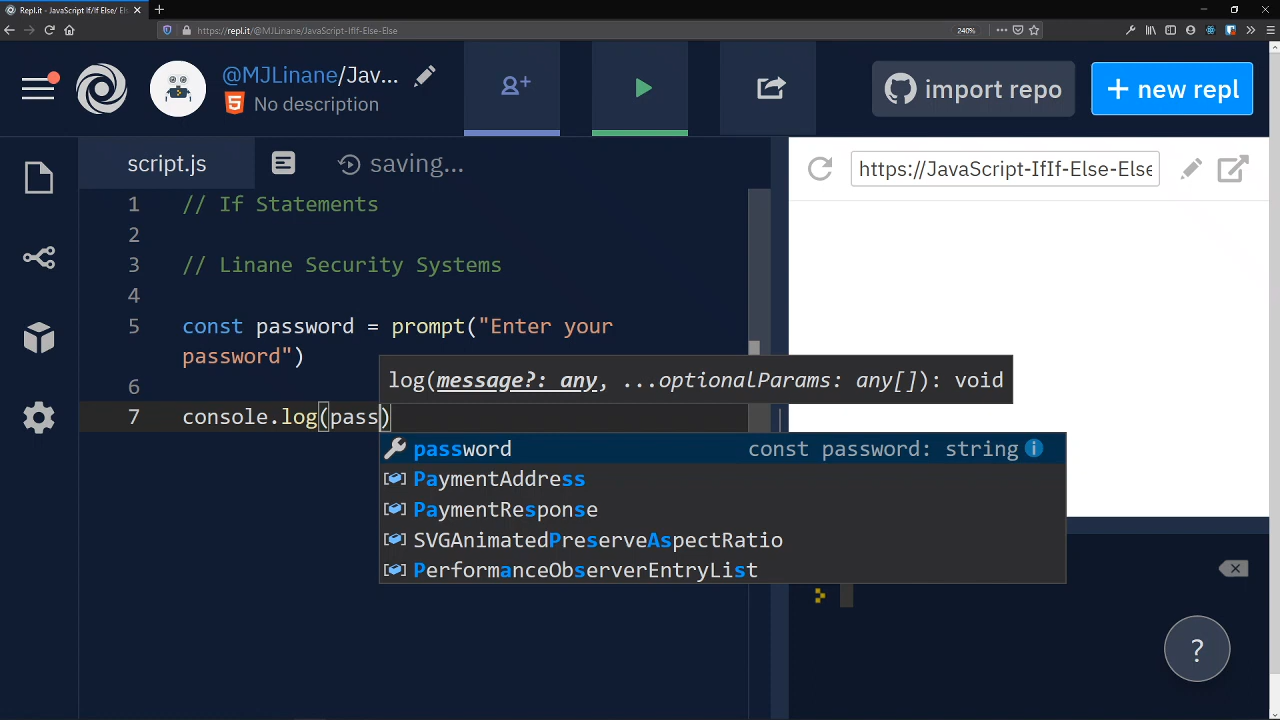 Repl.it - JavaScript If/If Else/ Els
https://repl.it/@MJLinane/JavaScript-IfIf-Else-Else
240%
@MJLinane/Jav...
No description
import repo
+ new repl
script.js
saving...
https://JavaScript-IfIf-Else-Else
1 // If Statements
2
3 // Linane Security Systems
4
5 const password = prompt("Enter your
password")
6
log(message?: any, ...optionalParams: any[]): void
7 console.log(pass)
password const password: string
PaymentAddress
PaymentResponse
SVGAnimatedPreserveAspectRatio
PerformanceObserverEntryList
?